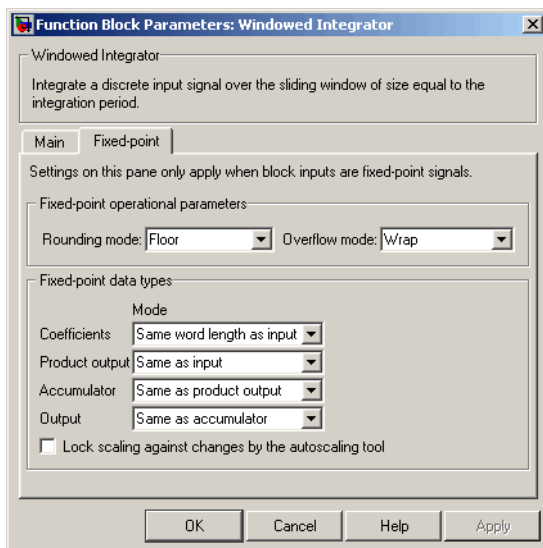 Function Block Parameters: Windowed Integrator
Windowed Integrator
Integrate a discrete input signal over the sliding window of size equal to the
integration period.
Main Fixed-point
Settings on this pane only apply when block inputs are fixed-point signals.
Fixed-point operational parameters
Rounding mode: Floor Overflow mode: Wrap
Fixed-point data types
Mode
Coefficients Same word length as input
Product output Same as input
Accumulator Same as product output
Output Same as accumulator
Lock scaling against changes by the autoscaling tool
OK Cancel Help Apply